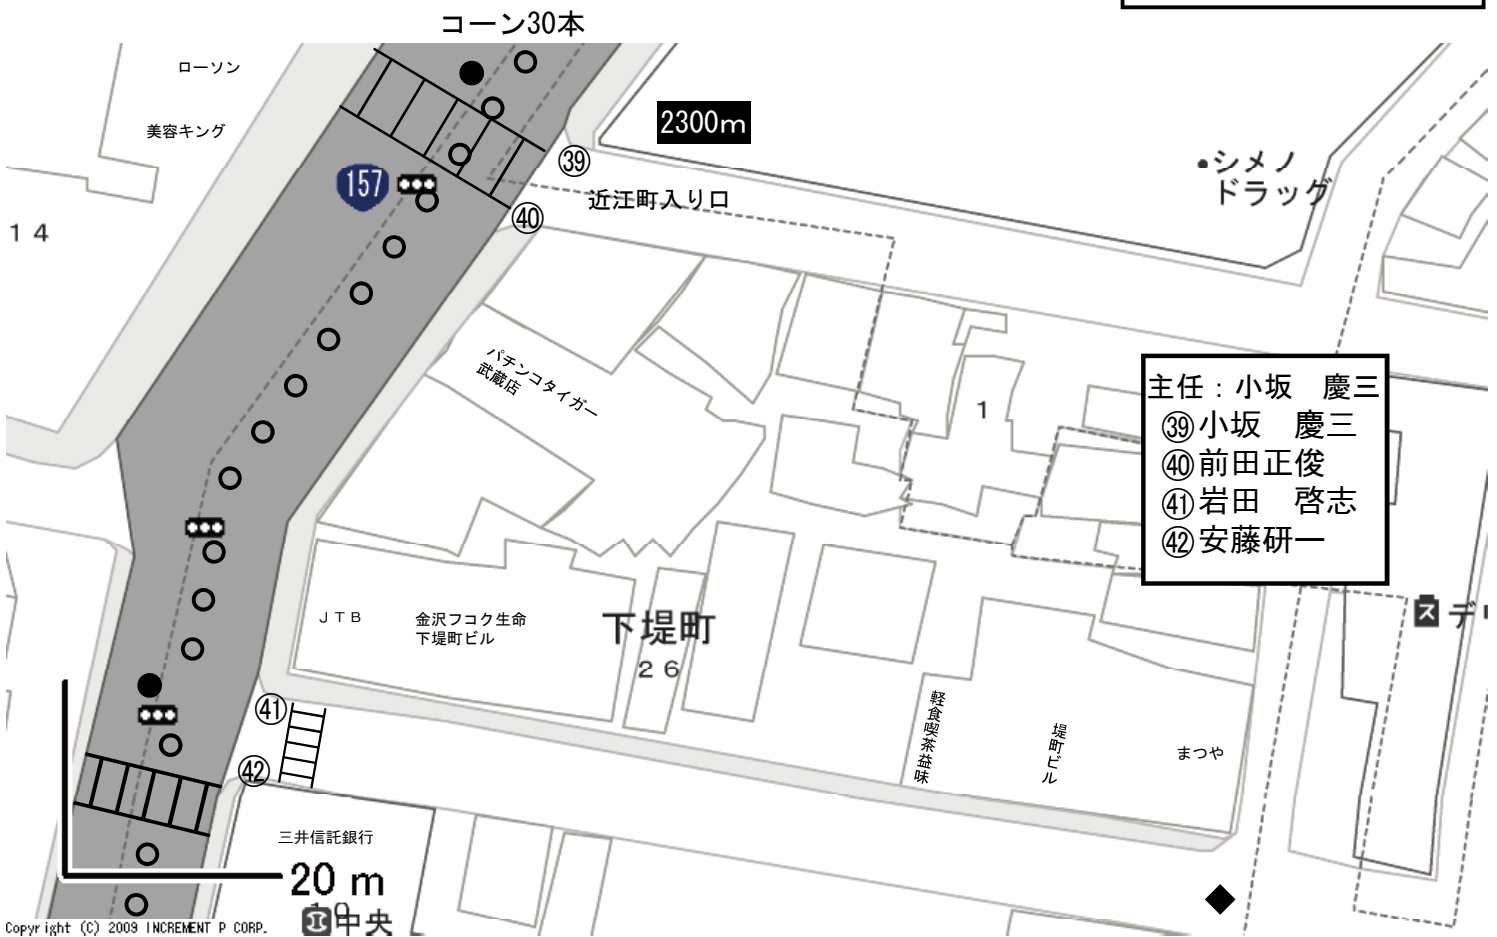 コーン30本
ローソン
美容キング
2300m
㊴
157
近江町入り口
シメノ
ドラッグ
㊵
14
パチンコタイガー
武蔵店
1
主任：小坂　慶三
㊴小坂　慶三
㊵前田正俊
㊶岩田　啓志
㊷安藤研一
ＪＴＢ
金沢フコク生命
下堤町ビル
下堤町
26
㊶
㊷
軽食喫茶益味
堤町ビル
まつや
三井信託銀行
20 m
中央
Copyright (C) 2009 INCREMENT P CORP.